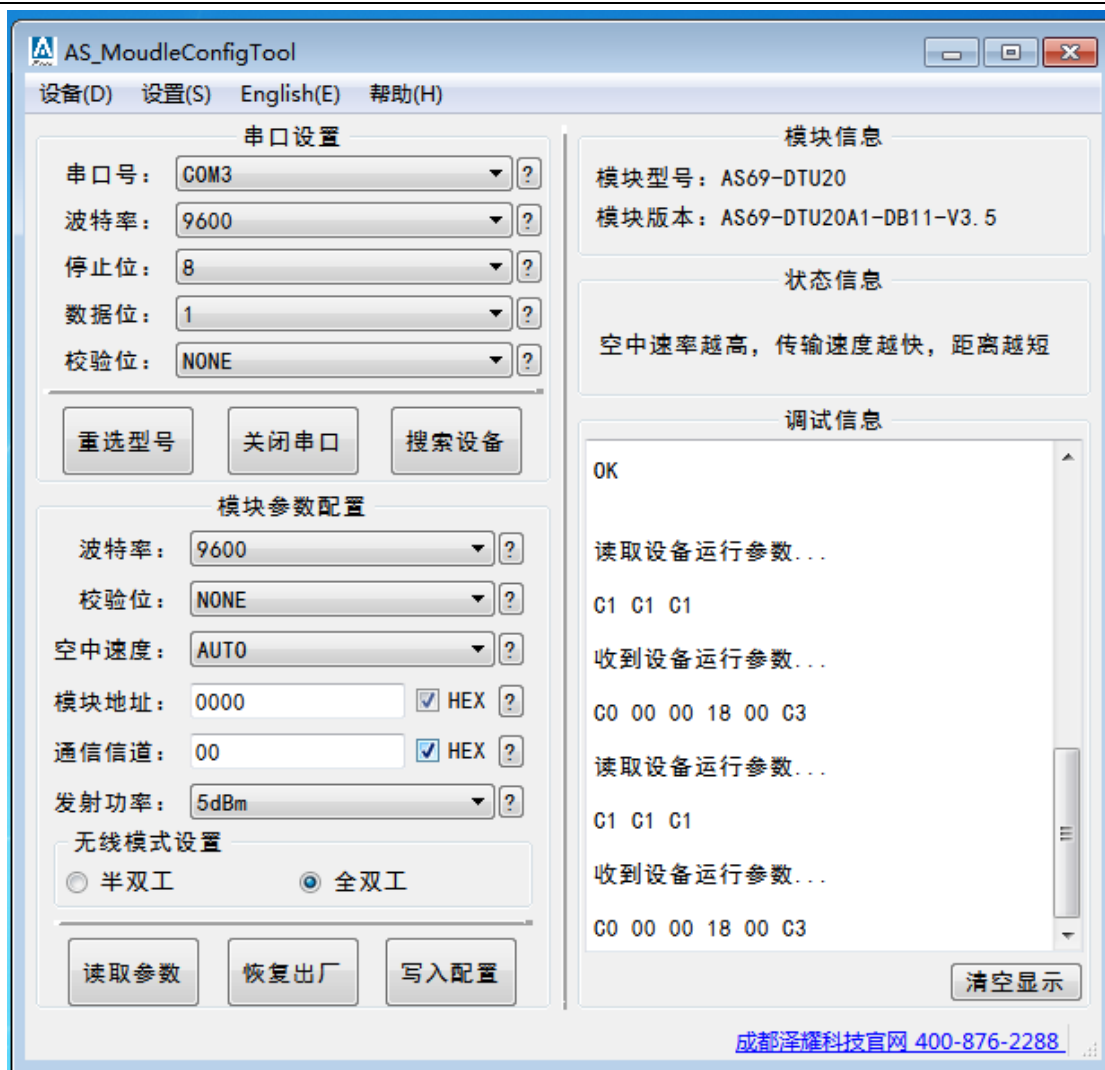 AS_MoudleConfigTool
设备(D) 设置(S) English(E) 帮助(H)
串口设置
串口号: COM3 ?
波特率: 9600 ?
停止位: 8 ?
数据位: 1 ?
校验位: NONE ?
重选型号 关闭串口 搜索设备
模块参数配置
波特率: 9600 ?
校验位: NONE ?
空中速度: AUTO ?
模块地址: 0000 HEX ?
通信信道: 00 HEX ?
发射功率: 5dBm ?
无线模式设置
半双工 全双工
读取参数 恢复出厂 写入配置
模块信息
模块型号: AS69-DTU20
模块版本: AS69-DTU20A1-DB11-V3.5
状态信息
空中速率越高, 传输速度越快, 距离越短
调试信息
OK
读取设备运行参数...
C1 C1 C1
收到设备运行参数...
C0 00 00 18 00 C3
读取设备运行参数...
C1 C1 C1
收到设备运行参数...
C0 00 00 18 00 C3
清空显示
成都泽耀科技官网 400-876-2288